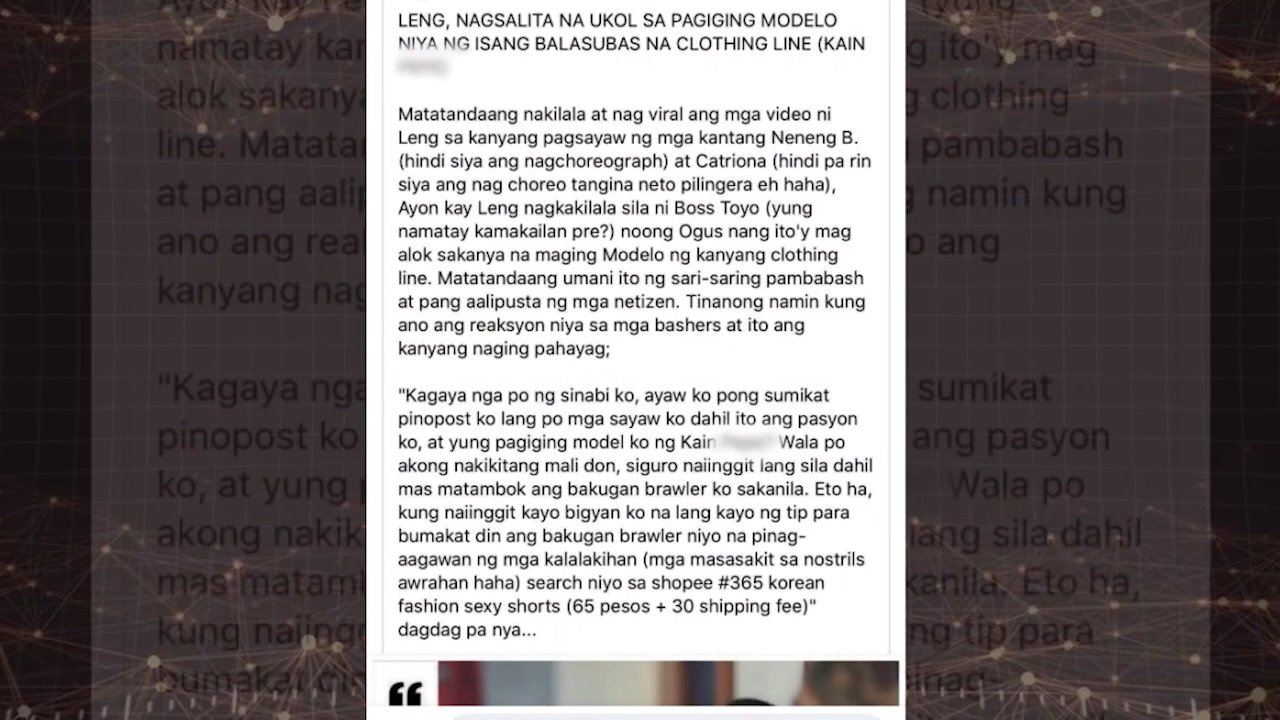 LENG, NAGSALITA NA UKOL SA PAGIGING MODELO
NIYA NG ISANG BALASUBAS NA CLOTHING LINE (KAIN
Matatandaang nakilala at nag viral ang mga video ni
Leng sa kanyang pagsayaw ng mga kantang Neneng B.
(hindi siya ang nagchoreograph) at Catriona (hindi pa rin
siya ang nag choreo tangina neto pilingera eh haha),
Ayon kay Leng nagkakilala sila ni Boss Toyo (yung
namatay kamakailan pre?) noong Ogus nang ito'y mag
alok sakanya na maging Modelo ng kanyang clothing
line. Matatandaang umani ito ng sari-saring pambabash
at pang aalipusta ng mga netizen. Tinanong namin kung
ano ang reaksyon niya sa mga bashers at ito ang
kanyang naging pahayag;
"Kagaya nga po ng sinabi ko, ayaw ko pong sumikat
pinopost ko lang po mga sayaw ko dahil ito ang pasyon
ko, at yung pagiging model ko ng Kain Wala po
akong nakikitang mali don, siguro naiinggit lang sila dahil
mas matambok ang bakugan brawler ko sakanila. Eto ha,
kung naiinggit kayo bigyan ko na lang kayo ng tip para
bumakat din ang bakugan brawler niyo na pinag-
aagawan ng mga kalalakihan (mga masasakit sa nostrils
awrahan haha) search niyo sa shopee #365 korean
fashion sexy shorts (65 pesos + 30 shipping fee)"
dagdag pa nya...